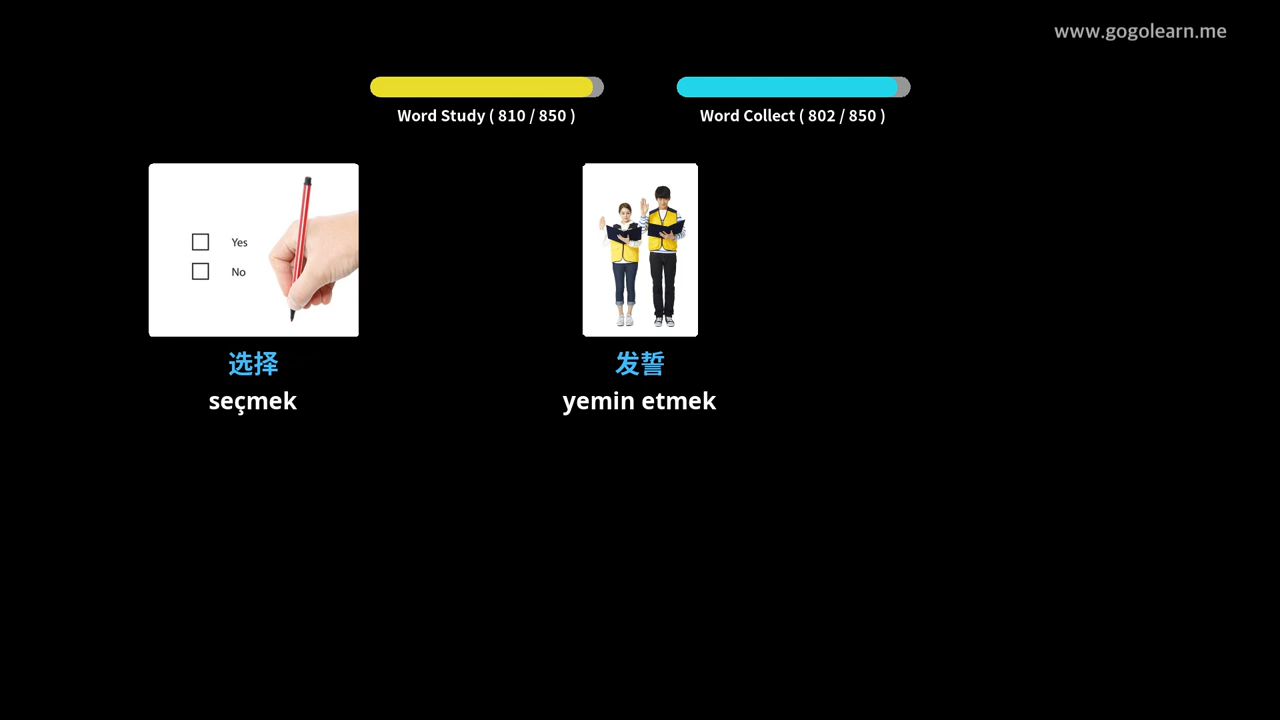 www.gogolearn.me
Word Study ( 810 / 850 )
Word Collect ( 802 / 850 )
Yes
No
选择
seçmek
发誓
yemin etmek